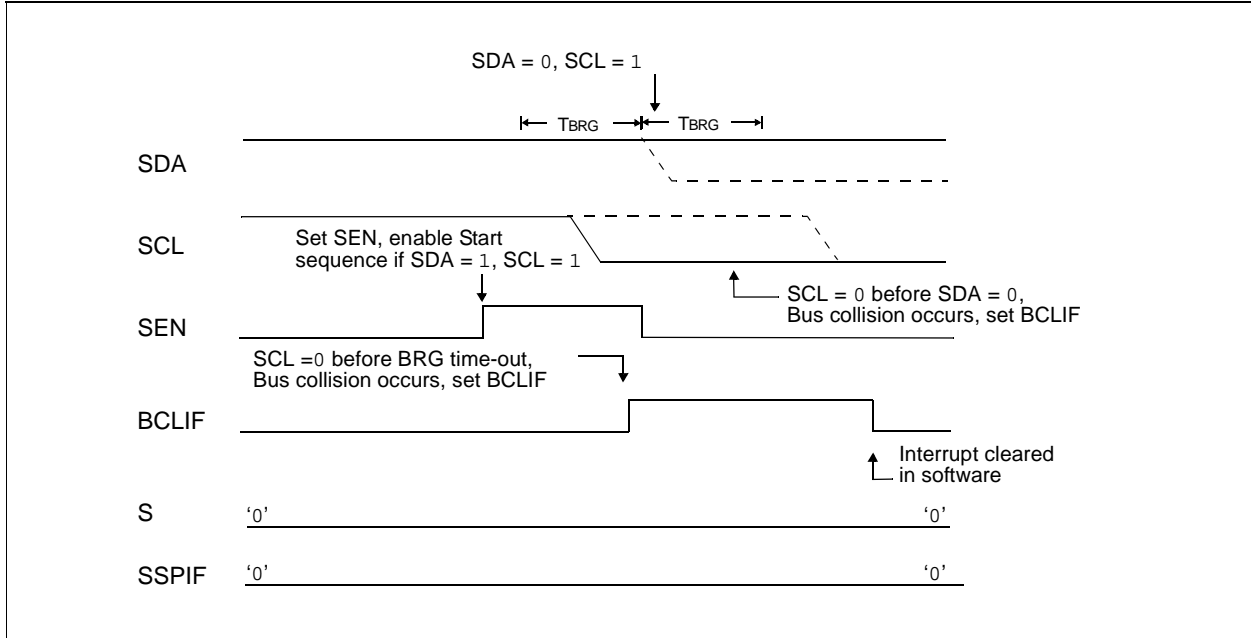 SDA = 0, SCL = 1
TBRG TBRG
SDA
SCL
Set SEN, enable Start
sequence if SDA = 1, SCL = 1
SCL = 0 before SDA = 0,
Bus collision occurs, set BCLIF
SEN
SCL =0 before BRG time-out,
Bus collision occurs, set BCLIF
BCLIF
Interrupt cleared
in software
S
‘0’ ‘0’
SSPIF
‘0’ ‘0’